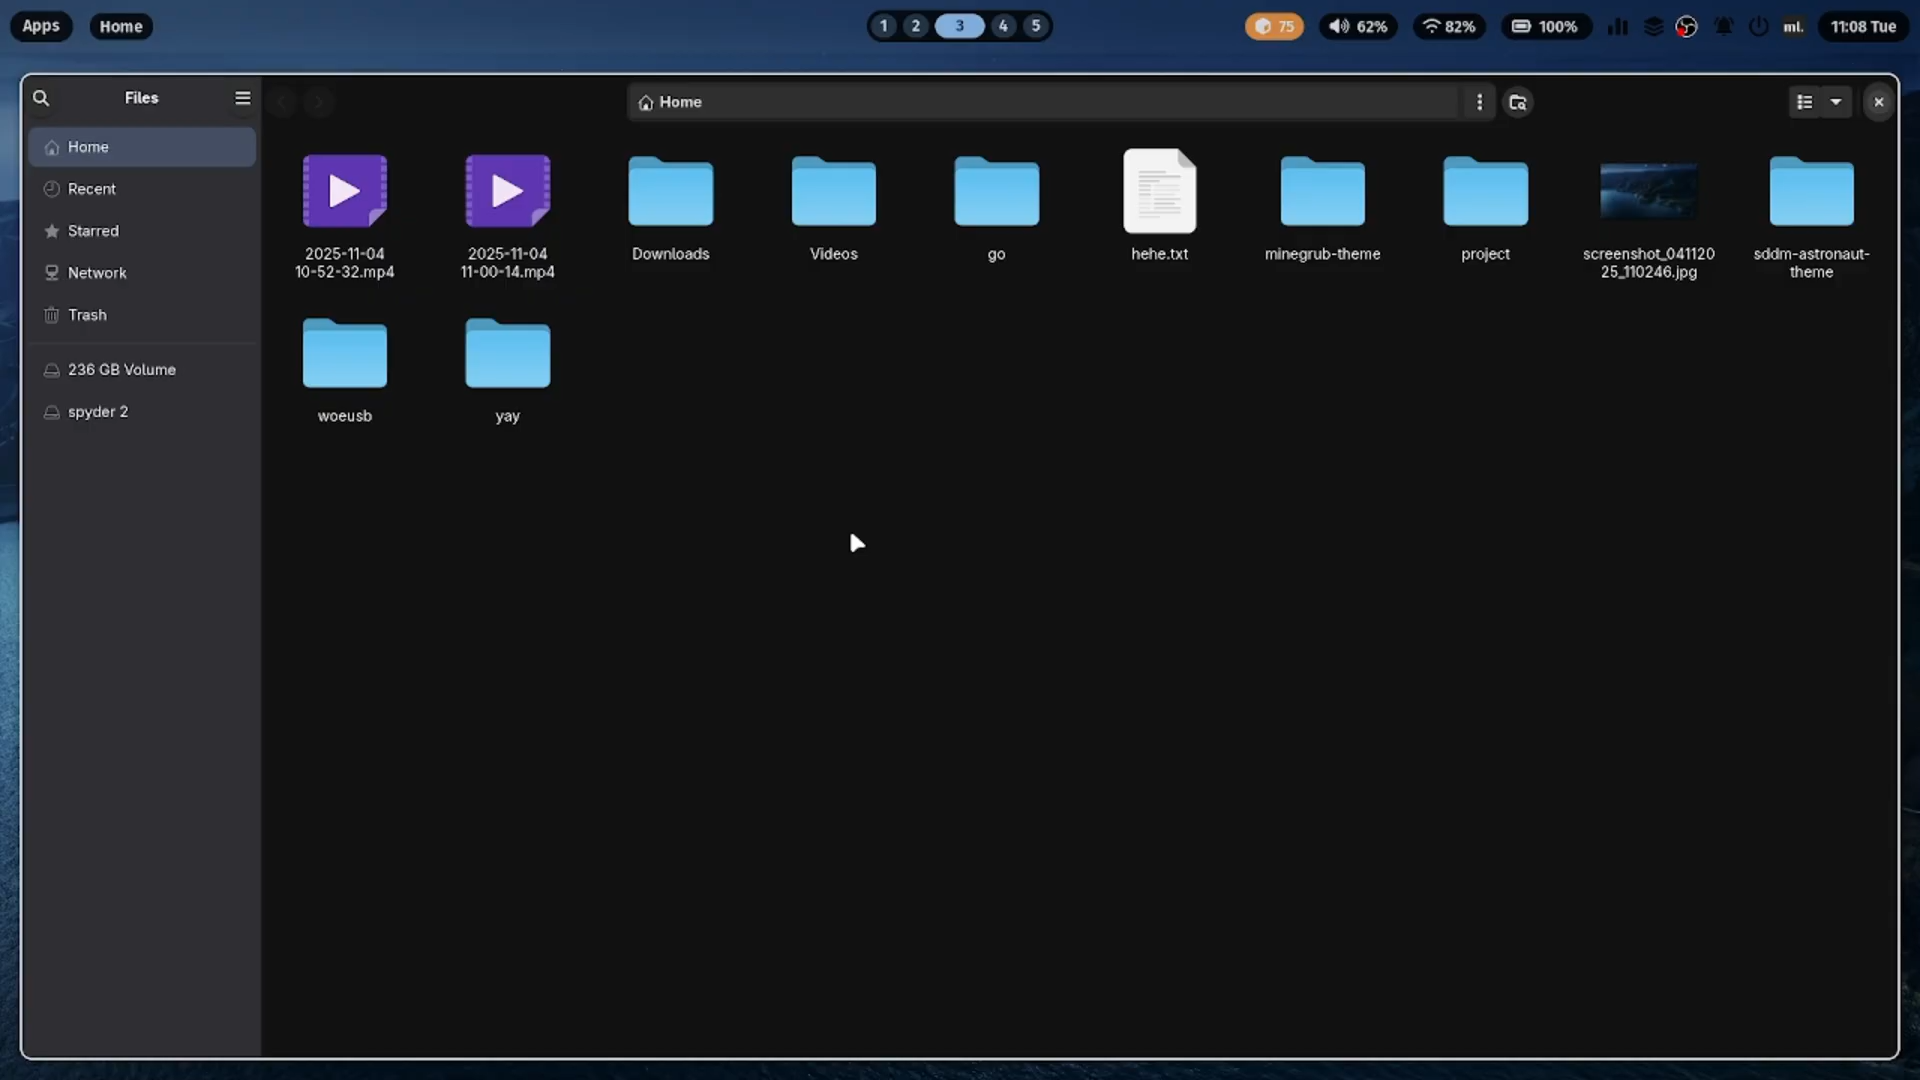 Apps
Home
1 2 3 4 5
75
62%
82%
100%
ml.
11:08 Tue
Files
Home
Home
Recent
Starred
Network
Trash
236 GB Volume
spyder 2
2025-11-04
10-52-32.mp4
2025-11-04
11-00-14.mp4
Downloads
Videos
go
hehe.txt
minegrub-theme
project
screenshot_041120
25_110246.jpg
sddm-astronaut-
theme
woeusb
yay